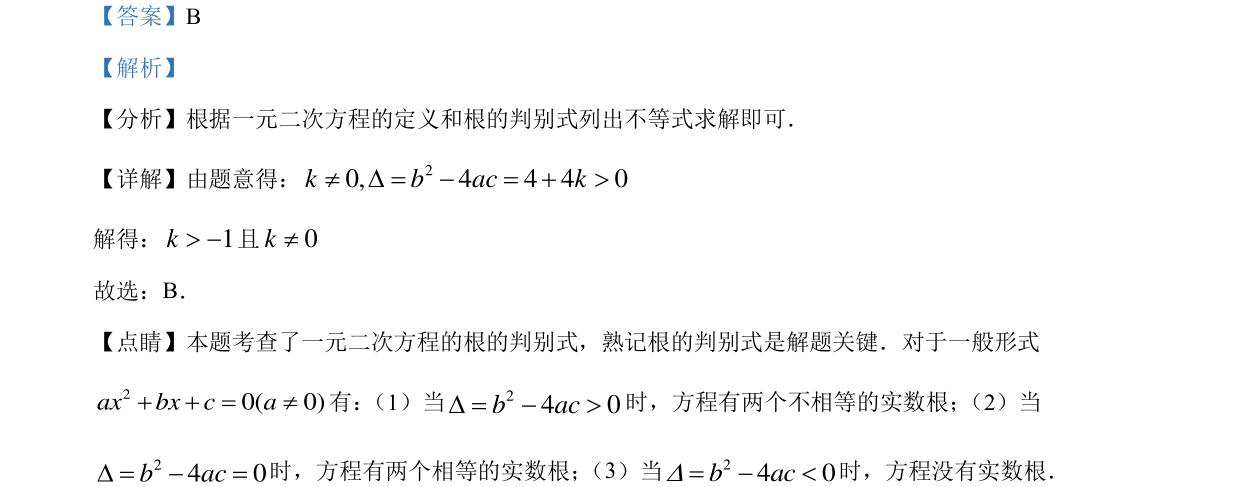 【答案】B
【解析】
【分析】根据一元二次方程的定义和根的判别式列出不等式求解即可．
【详解】由题意得：k ≠ 0, Δ = b² − 4ac = 4 + 4k > 0
解得：k > −1且k ≠ 0
故选：B．
【点睛】本题考查了一元二次方程的根的判别式，熟记根的判别式是解题关键．对于一般形式
ax² + bx + c = 0(a ≠ 0)有：（1）当Δ = b² − 4ac > 0时，方程有两个不相等的实数根；（2）当
Δ = b² − 4ac = 0时，方程有两个相等的实数根；（3）当Δ = b² − 4ac < 0时，方程没有实数根．